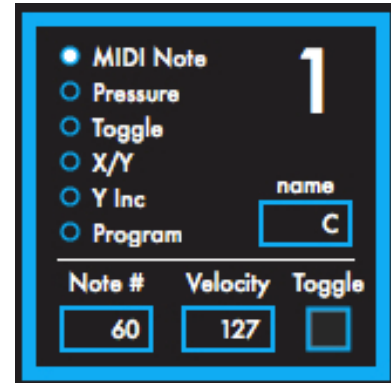 MIDI Note
1
Pressure
Toggle
X/Y
Y Inc
Program
name
C
Note # Velocity Toggle
60 127